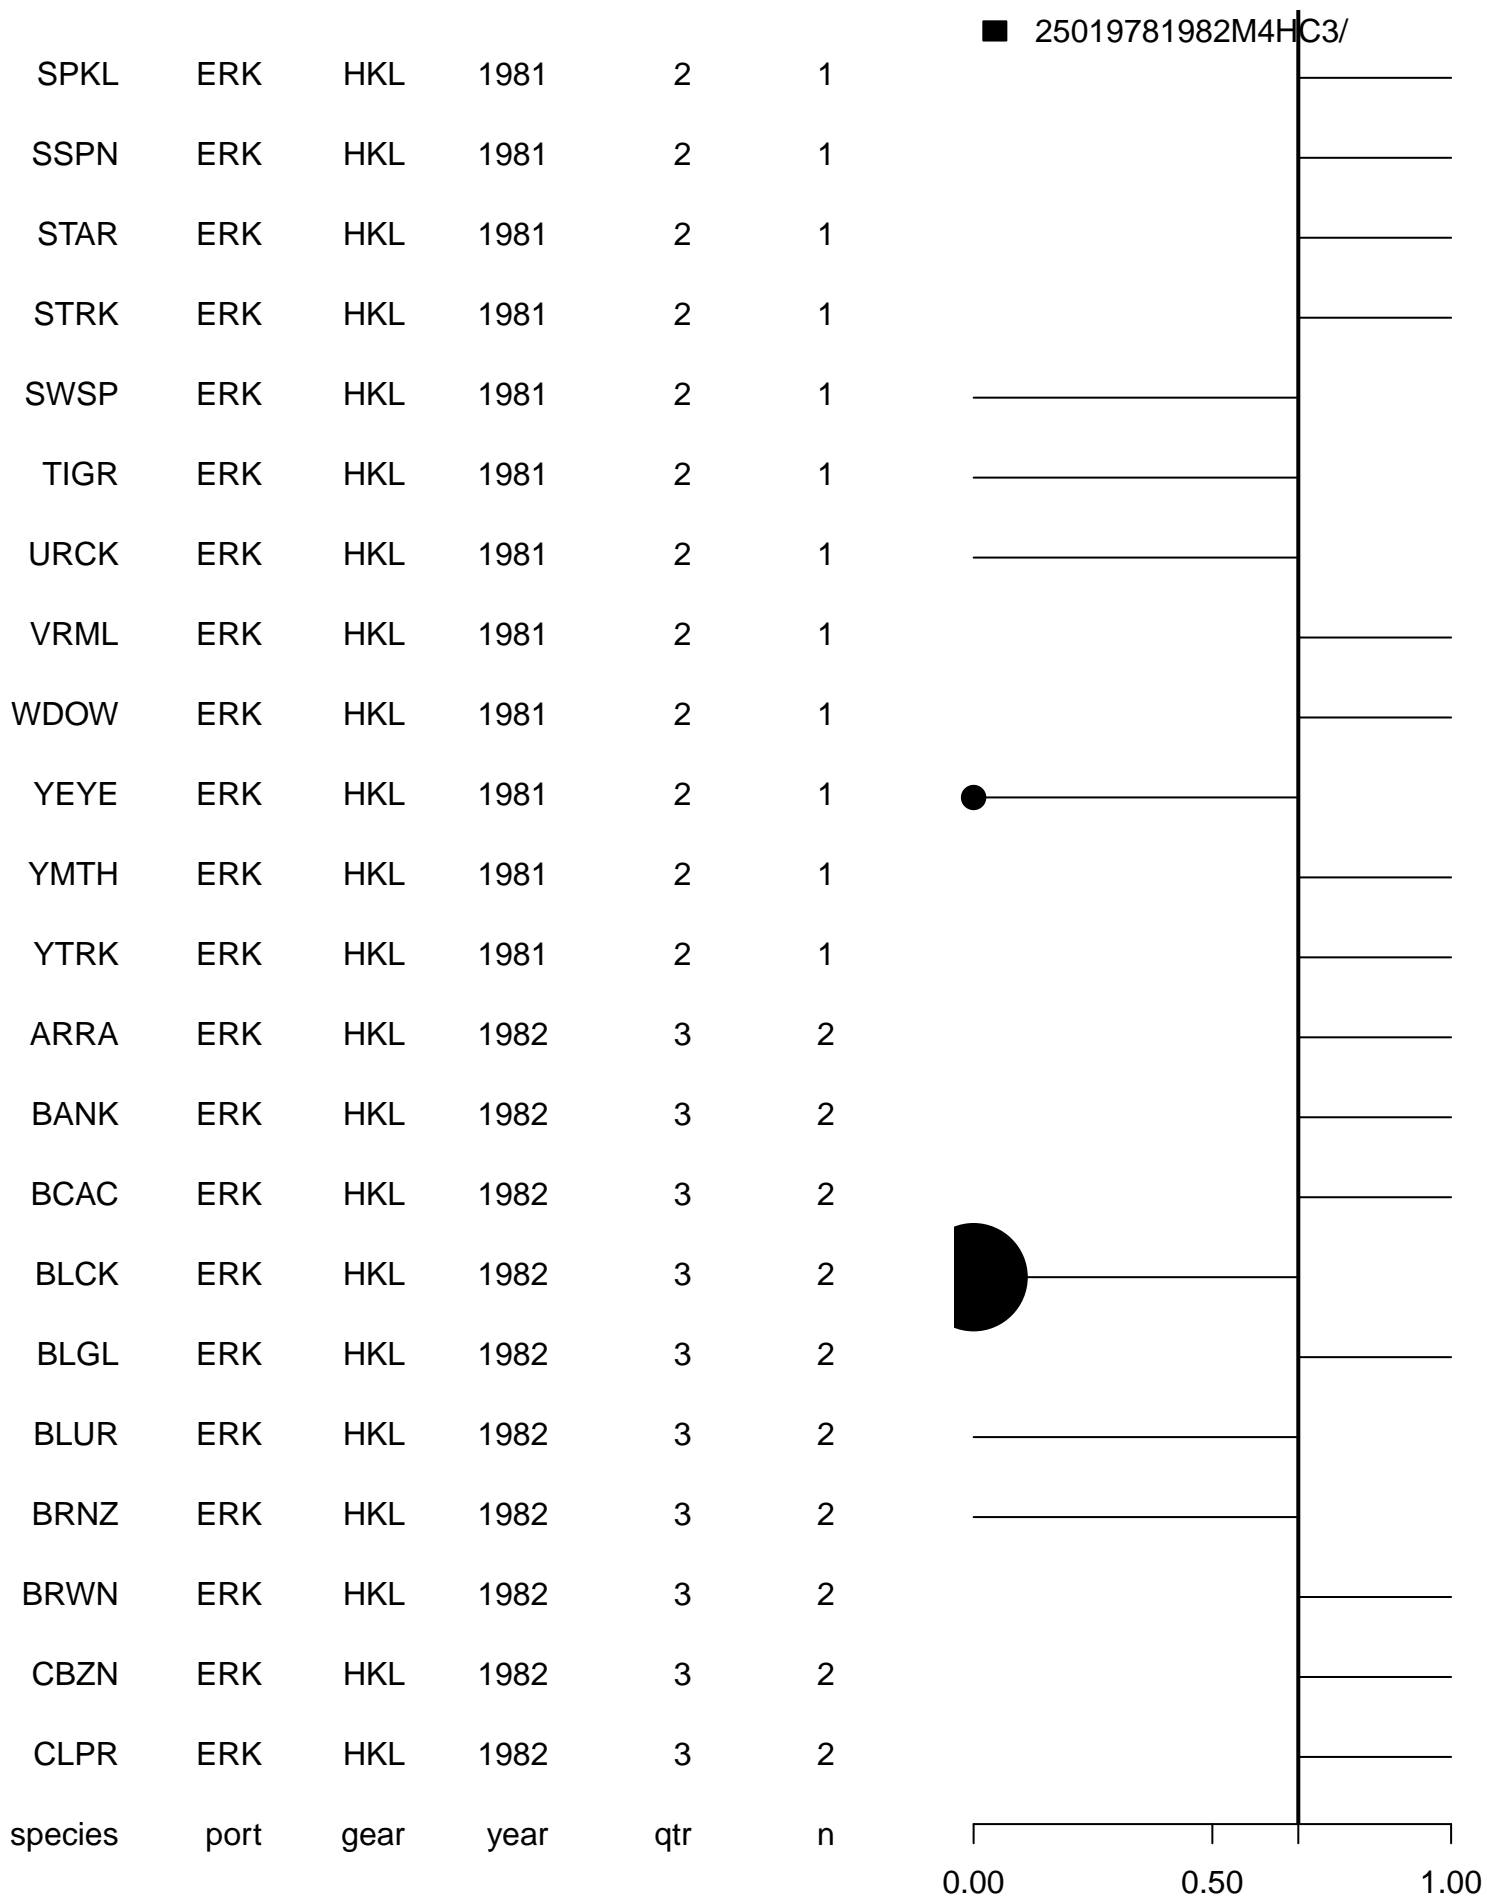 25019781982M4HC3/
SPKL ERK HKL 1981 2 1
SSPN ERK HKL 1981 2 1
STAR ERK HKL 1981 2 1
STRK ERK HKL 1981 2 1
SWSP ERK HKL 1981 2 1
TIGR ERK HKL 1981 2 1
URCK ERK HKL 1981 2 1
VRML ERK HKL 1981 2 1
WDOW ERK HKL 1981 2 1
YEYE ERK HKL 1981 2 1
YMTH ERK HKL 1981 2 1
YTRK ERK HKL 1981 2 1
ARRA ERK HKL 1982 3 2
BANK ERK HKL 1982 3 2
BCAC ERK HKL 1982 3 2
BLCK ERK HKL 1982 3 2
BLGL ERK HKL 1982 3 2
BLUR ERK HKL 1982 3 2
BRNZ ERK HKL 1982 3 2
BRWN ERK HKL 1982 3 2
CBZN ERK HKL 1982 3 2
CLPR ERK HKL 1982 3 2
species port gear year qtr n
0.00 0.50 1.00